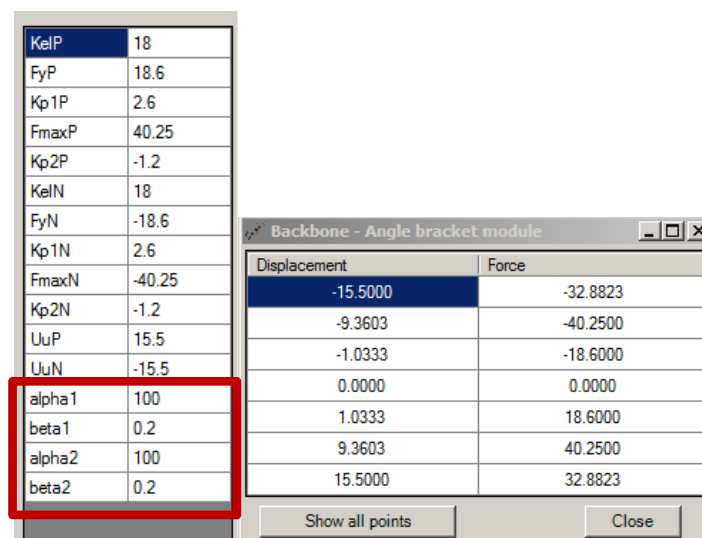 KelP 18
FyP 18.6
Kp1P 2.6
FmaxP 40.25
Kp2P -1.2
KelN 18
FyN -18.6
Kp1N 2.6
FmaxN -40.25
Kp2N -1.2
UuP 15.5
UuN -15.5
alpha1 100
beta1 0.2
alpha2 100
beta2 0.2
Backbone - Angle bracket module
Displacement Force
-15.5000 -32.8823
-9.3603 -40.2500
-1.0333 -18.6000
0.0000 0.0000
1.0333 18.6000
9.3603 40.2500
15.5000 32.8823
Show all points Close